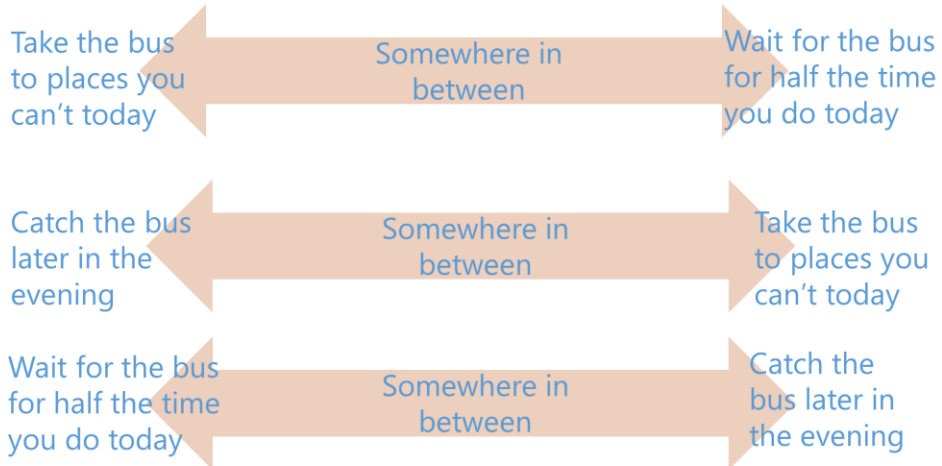 Take the bus
to places you
can't today
Somewhere in
between
Wait for the bus
for half the time
you do today
Catch the bus
later in the
evening
Somewhere in
between
Take the bus
to places you
can't today
Wait for the bus
for half the time
you do today
Somewhere in
between
Catch the
bus later in
the evening